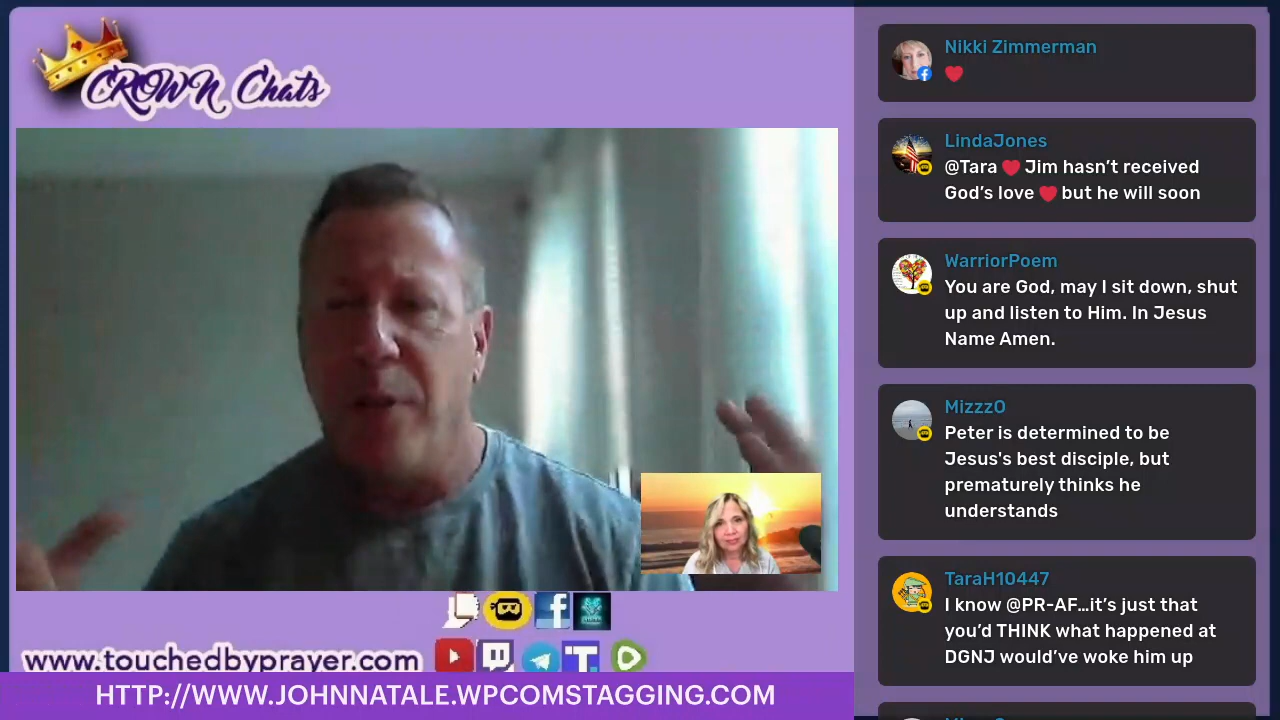 CROWN Chats
www.touchedbyprayer.com
HTTP://WWW.JOHNNATALE.WPCOMSTAGGING.COM
Nikki Zimmerman
❤️
LindaJones
@Tara ❤️ Jim hasn’t received
God’s love ❤️ but he will soon
WarriorPoem
You are God, may I sit down, shut
up and listen to Him. In Jesus
Name Amen.
MizzzO
Peter is determined to be
Jesus's best disciple, but
prematurely thinks he
understands
TaraH10447
I know @PR-AF…it’s just that
you’d THINK what happened at
DGNJ would’ve woke him up